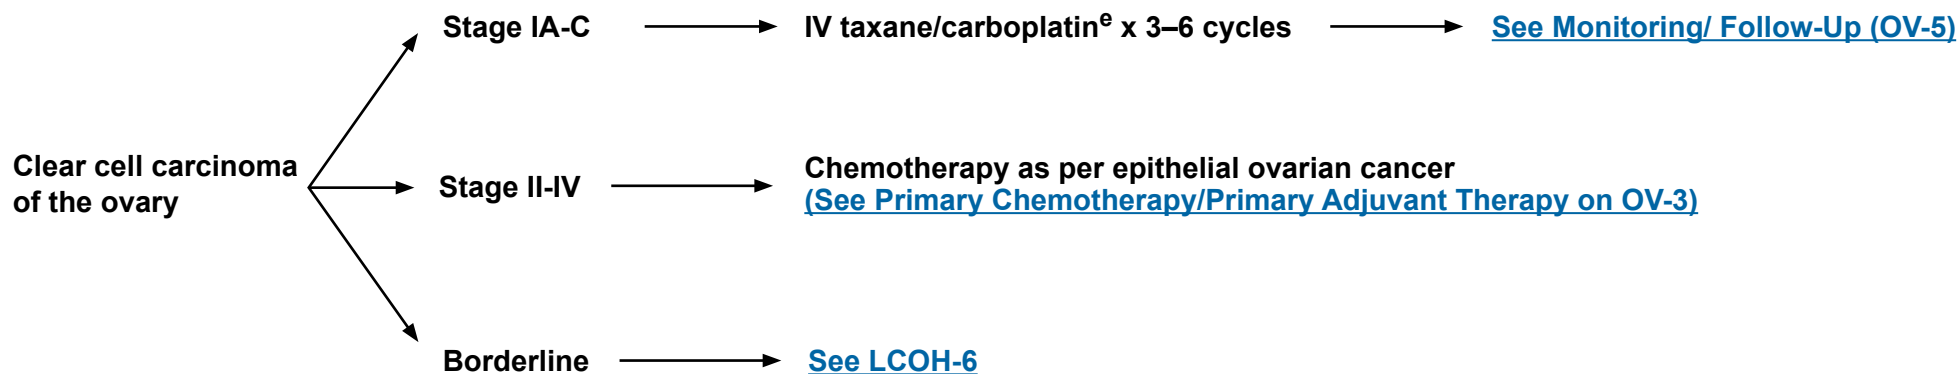 Clear cell carcinoma
of the ovary
Stage IA-C
IV taxane/carboplatinᵉ x 3–6 cycles
See Monitoring/ Follow-Up (OV-5)
Stage II-IV
Chemotherapy as per epithelial ovarian cancer
(See Primary Chemotherapy/Primary Adjuvant Therapy on OV-3)
Borderline
See LCOH-6